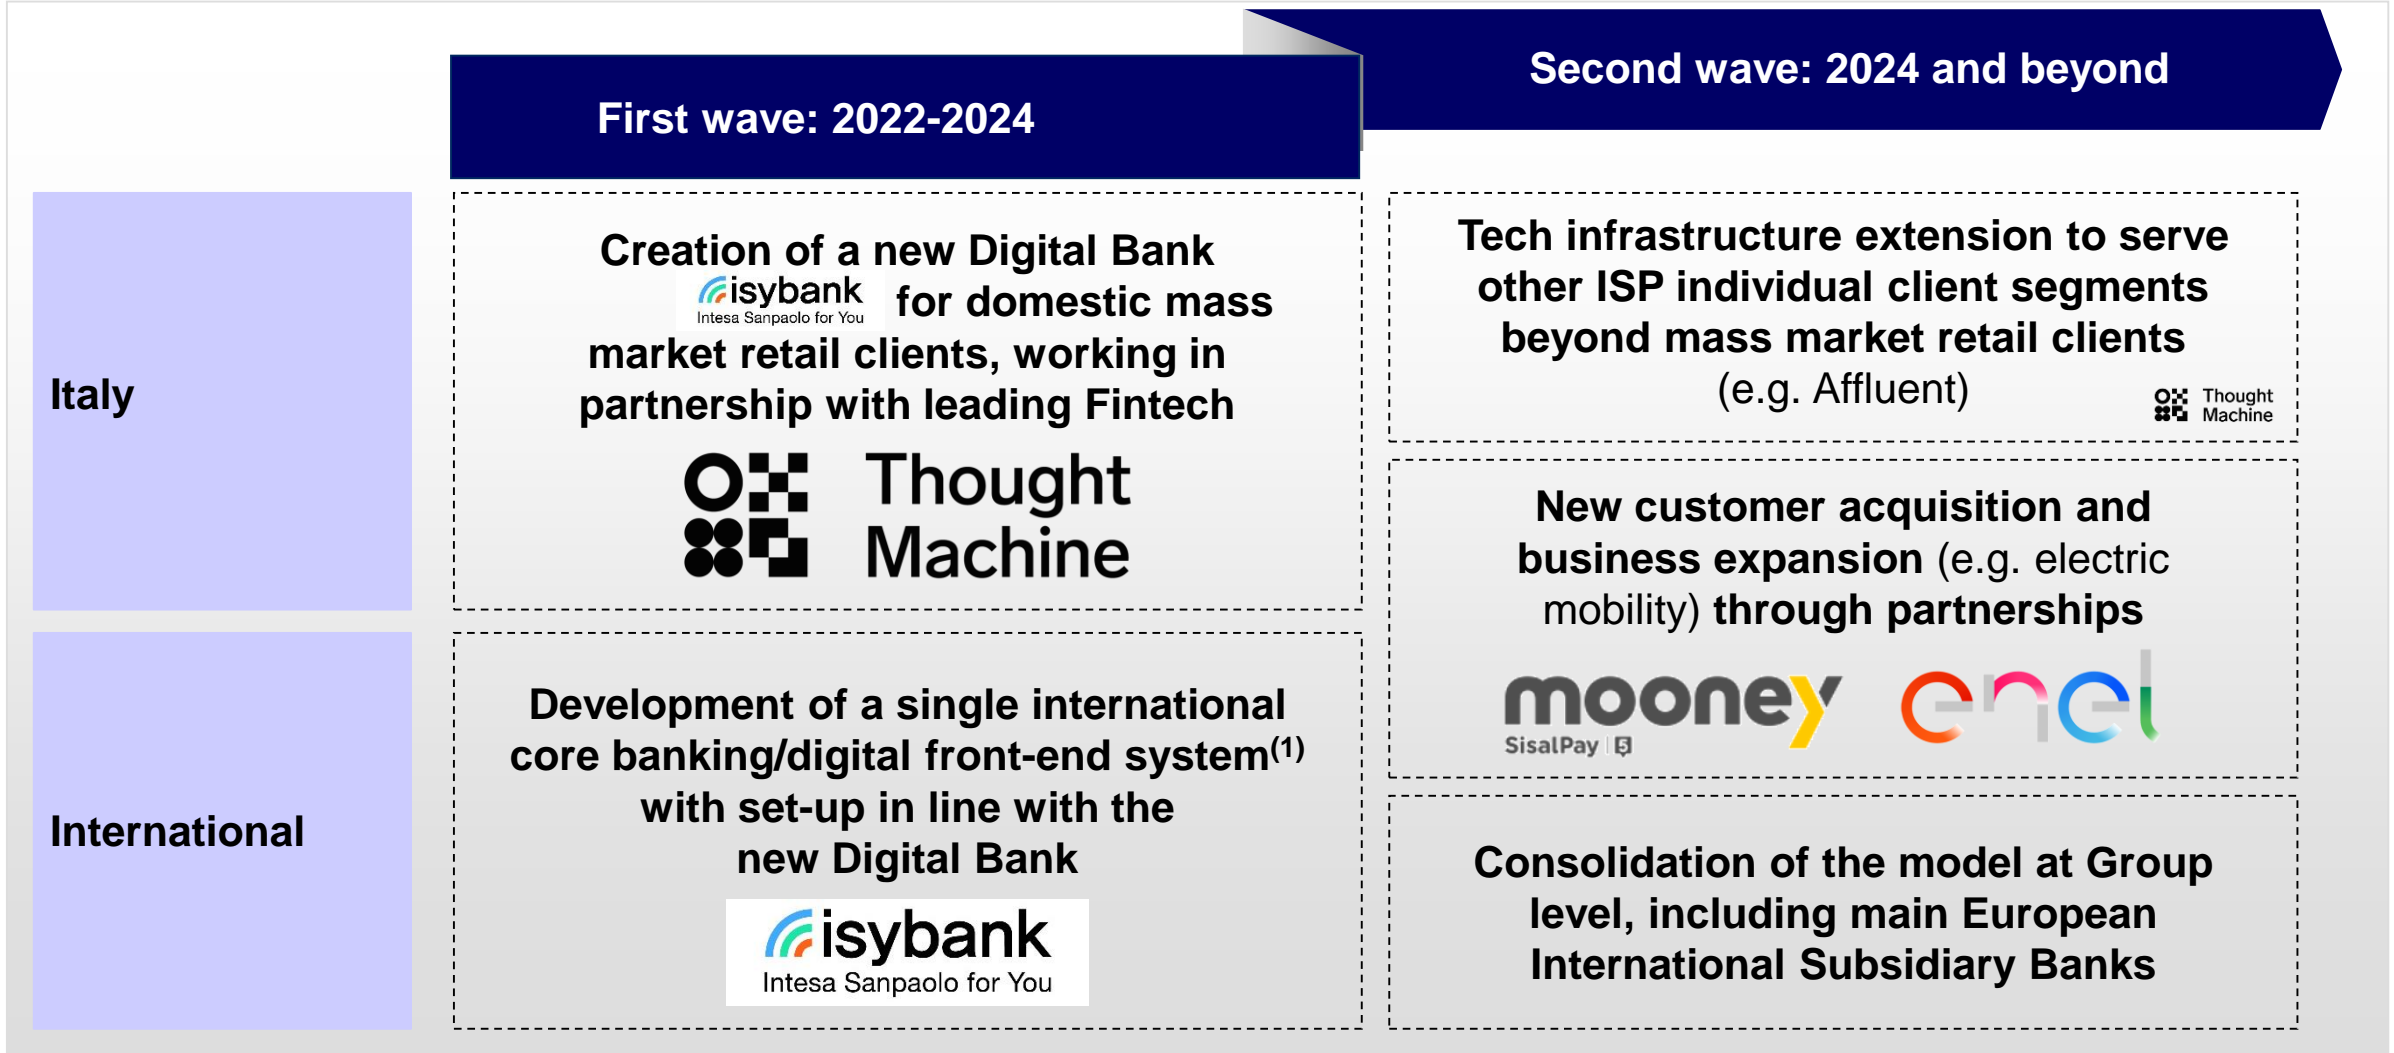 First wave: 2022-2024
Second wave: 2024 and beyond
Italy
Creation of a new Digital Bank
isybank
Intesa Sanpaolo for You
for domestic mass
market retail clients, working in
partnership with leading Fintech
Thought
Machine
Tech infrastructure extension to serve
other ISP individual client segments
beyond mass market retail clients
(e.g. Affluent)
Thought
Machine
New customer acquisition and
business expansion (e.g. electric
mobility) through partnerships
mooney
SisalPay | 5
enel
International
Development of a single international
core banking/digital front-end system(1)
with set-up in line with the
new Digital Bank
isybank
Intesa Sanpaolo for You
Consolidation of the model at Group
level, including main European
International Subsidiary Banks